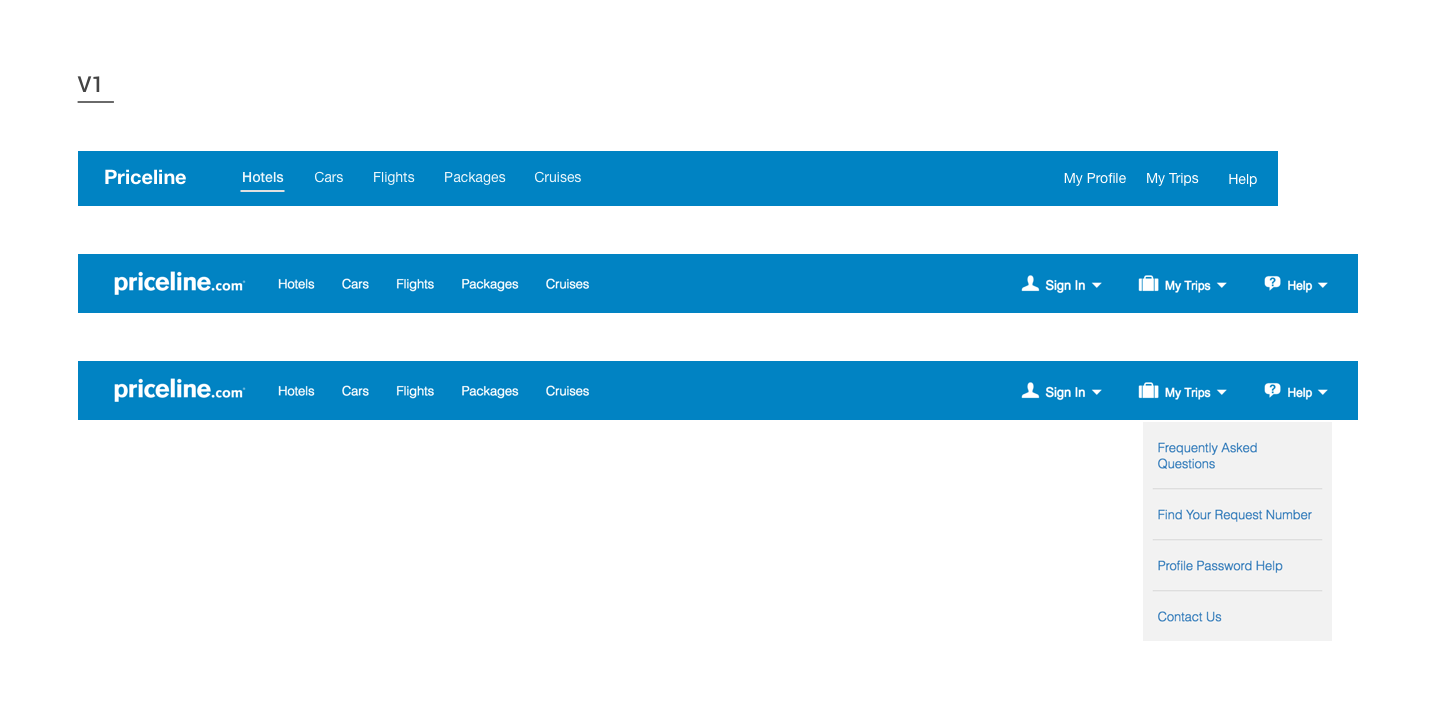 V1
Priceline Hotels Cars Flights Packages Cruises My Profile My Trips Help
priceline.com Hotels Cars Flights Packages Cruises Sign In My Trips ? Help
priceline.com Hotels Cars Flights Packages Cruises Sign In My Trips ? Help
Frequently Asked
Questions
Find Your Request Number
Profile Password Help
Contact Us